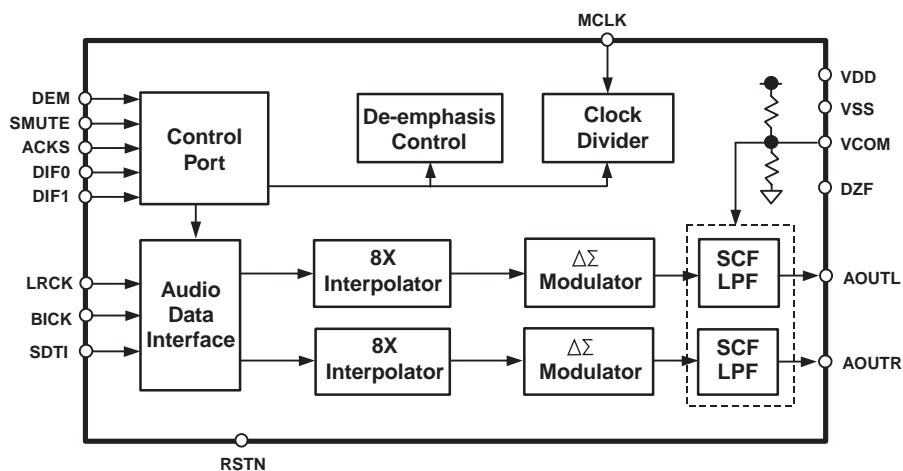 MCLK
DEM
SMUTE
ACKS
DIF0
DIF1
Control
Port
De-emphasis
Control
Clock
Divider
VDD
VSS
VCOM
DZF
LRCK
BICK
SDTI
Audio
Data
Interface
8X
Interpolator
ΔΣ
Modulator
SCF
LPF
AOUTL
8X
Interpolator
ΔΣ
Modulator
SCF
LPF
AOUTR
RSTN